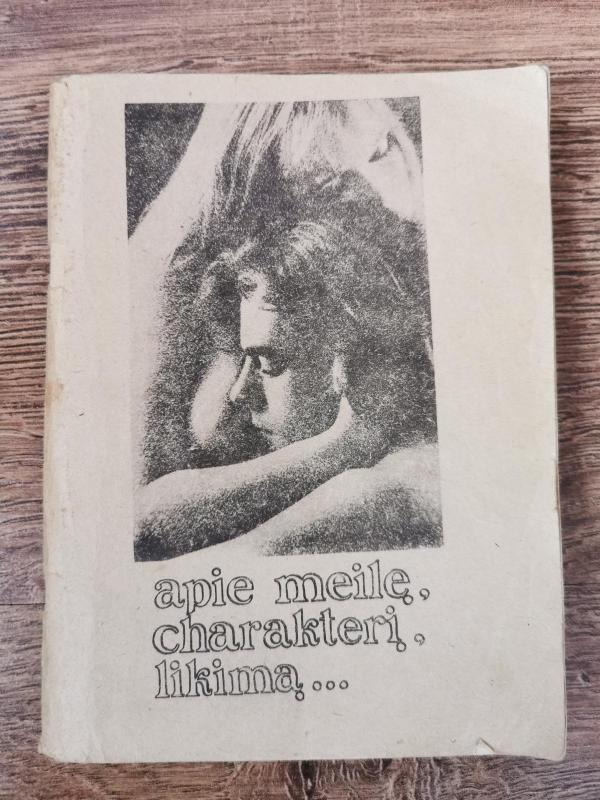 apie meilę,
charakterį,
likimą...